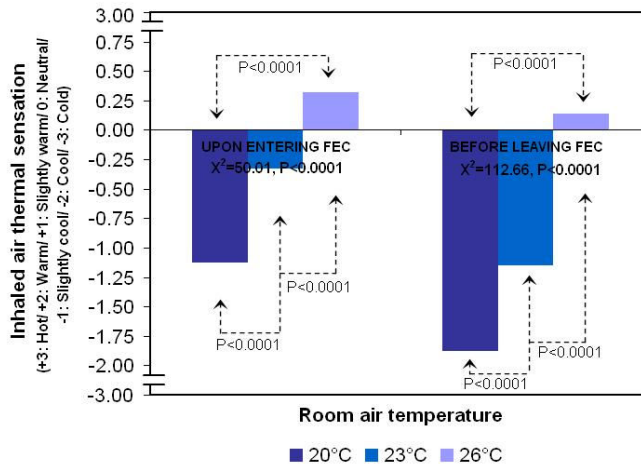 Inhaled air thermal sensation
(+3: Hot/ +2: Warm/ +1: Slightly warm/ 0: Neutral/
-1: Slightly cool/ -2: Cool/ -3: Cold)
3.00
0.75
0.50
0.25
0.00
-0.25
-0.50
-0.75
-1.00
-1.25
-1.50
-1.75
-2.00
-3.00
P<0.0001
UPON ENTERING FEC
X²=50.01, P<0.0001
P<0.0001
P<0.0001
P<0.0001
BEFORE LEAVING FEC
X²=112.66, P<0.0001
P<0.0001
P<0.0001
Room air temperature
20°C
23°C
26°C